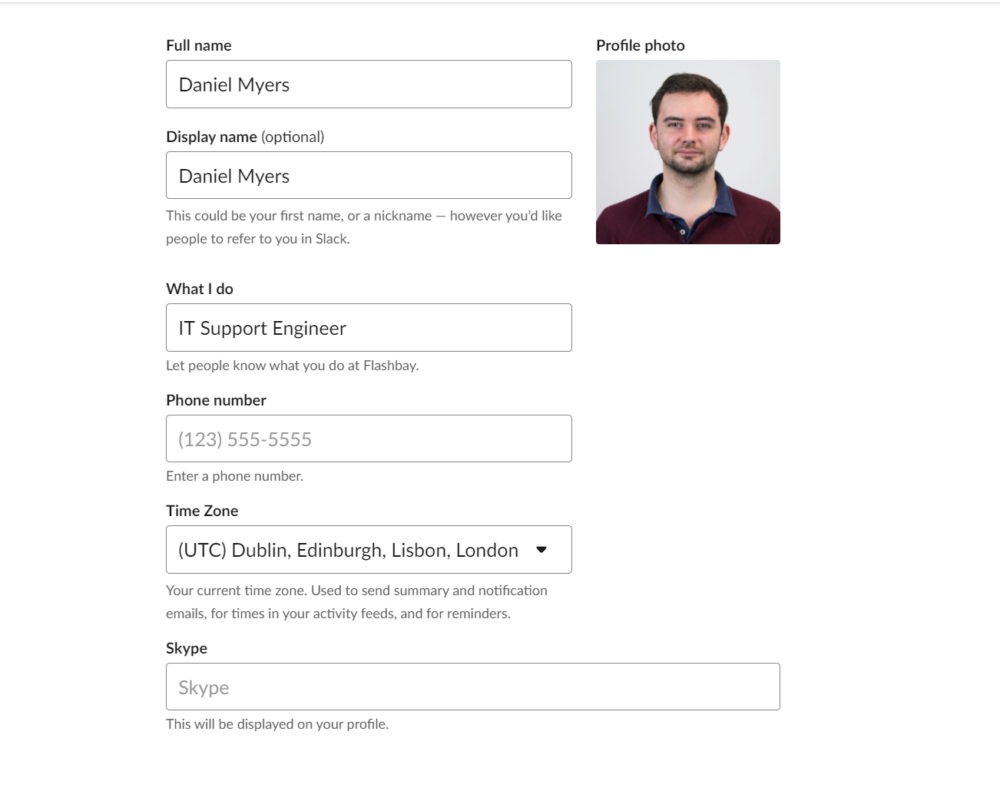 Full name
Profile photo
Daniel Myers
Display name (optional)
Daniel Myers
This could be your first name, or a nickname — however you’d like
people to refer to you in Slack.
What I do
IT Support Engineer
Let people know what you do at Flashbay.
Phone number
(123) 555-5555
Enter a phone number.
Time Zone
(UTC) Dublin, Edinburgh, Lisbon, London
Your current time zone. Used to send summary and notification
emails, for times in your activity feeds, and for reminders.
Skype
Skype
This will be displayed on your profile.